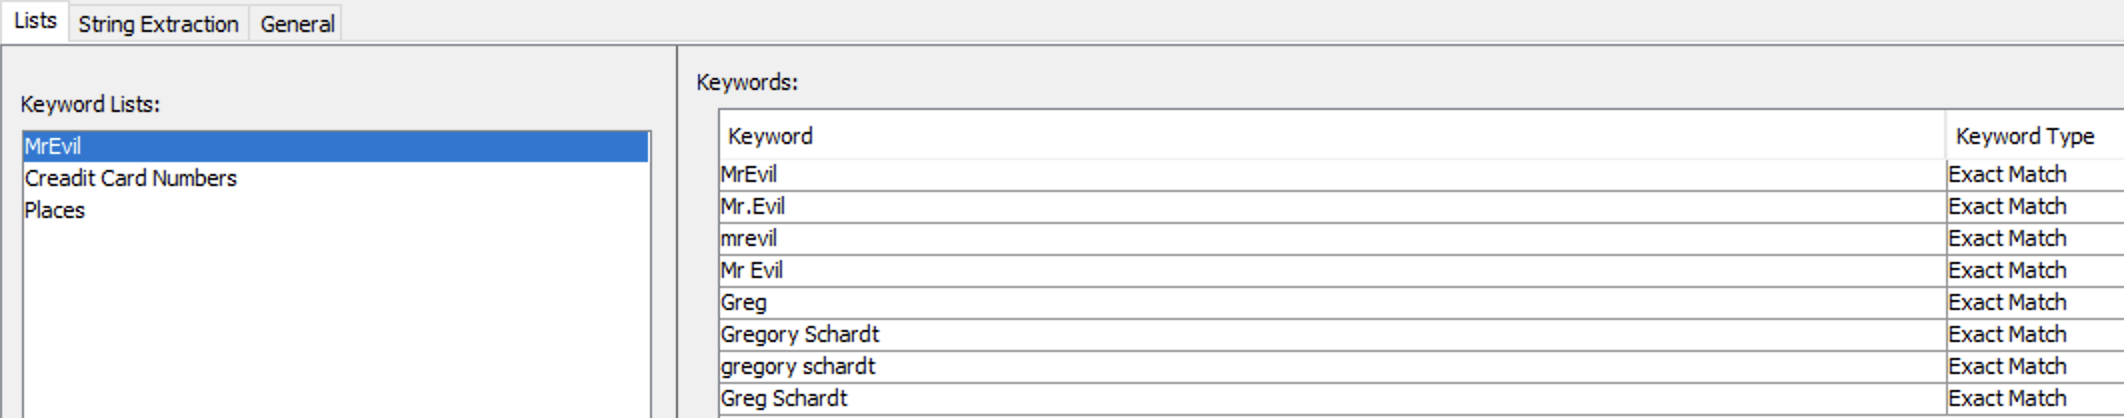 Lists String Extraction General
Keyword Lists:
MrEvil
Creadit Card Numbers
Places
Keywords:
Keyword Keyword Type
MrEvil Exact Match
Mr.Evil Exact Match
mrevil Exact Match
Mr Evil Exact Match
Greg Exact Match
Gregory Schardt Exact Match
gregory schardt Exact Match
Greg Schardt Exact Match